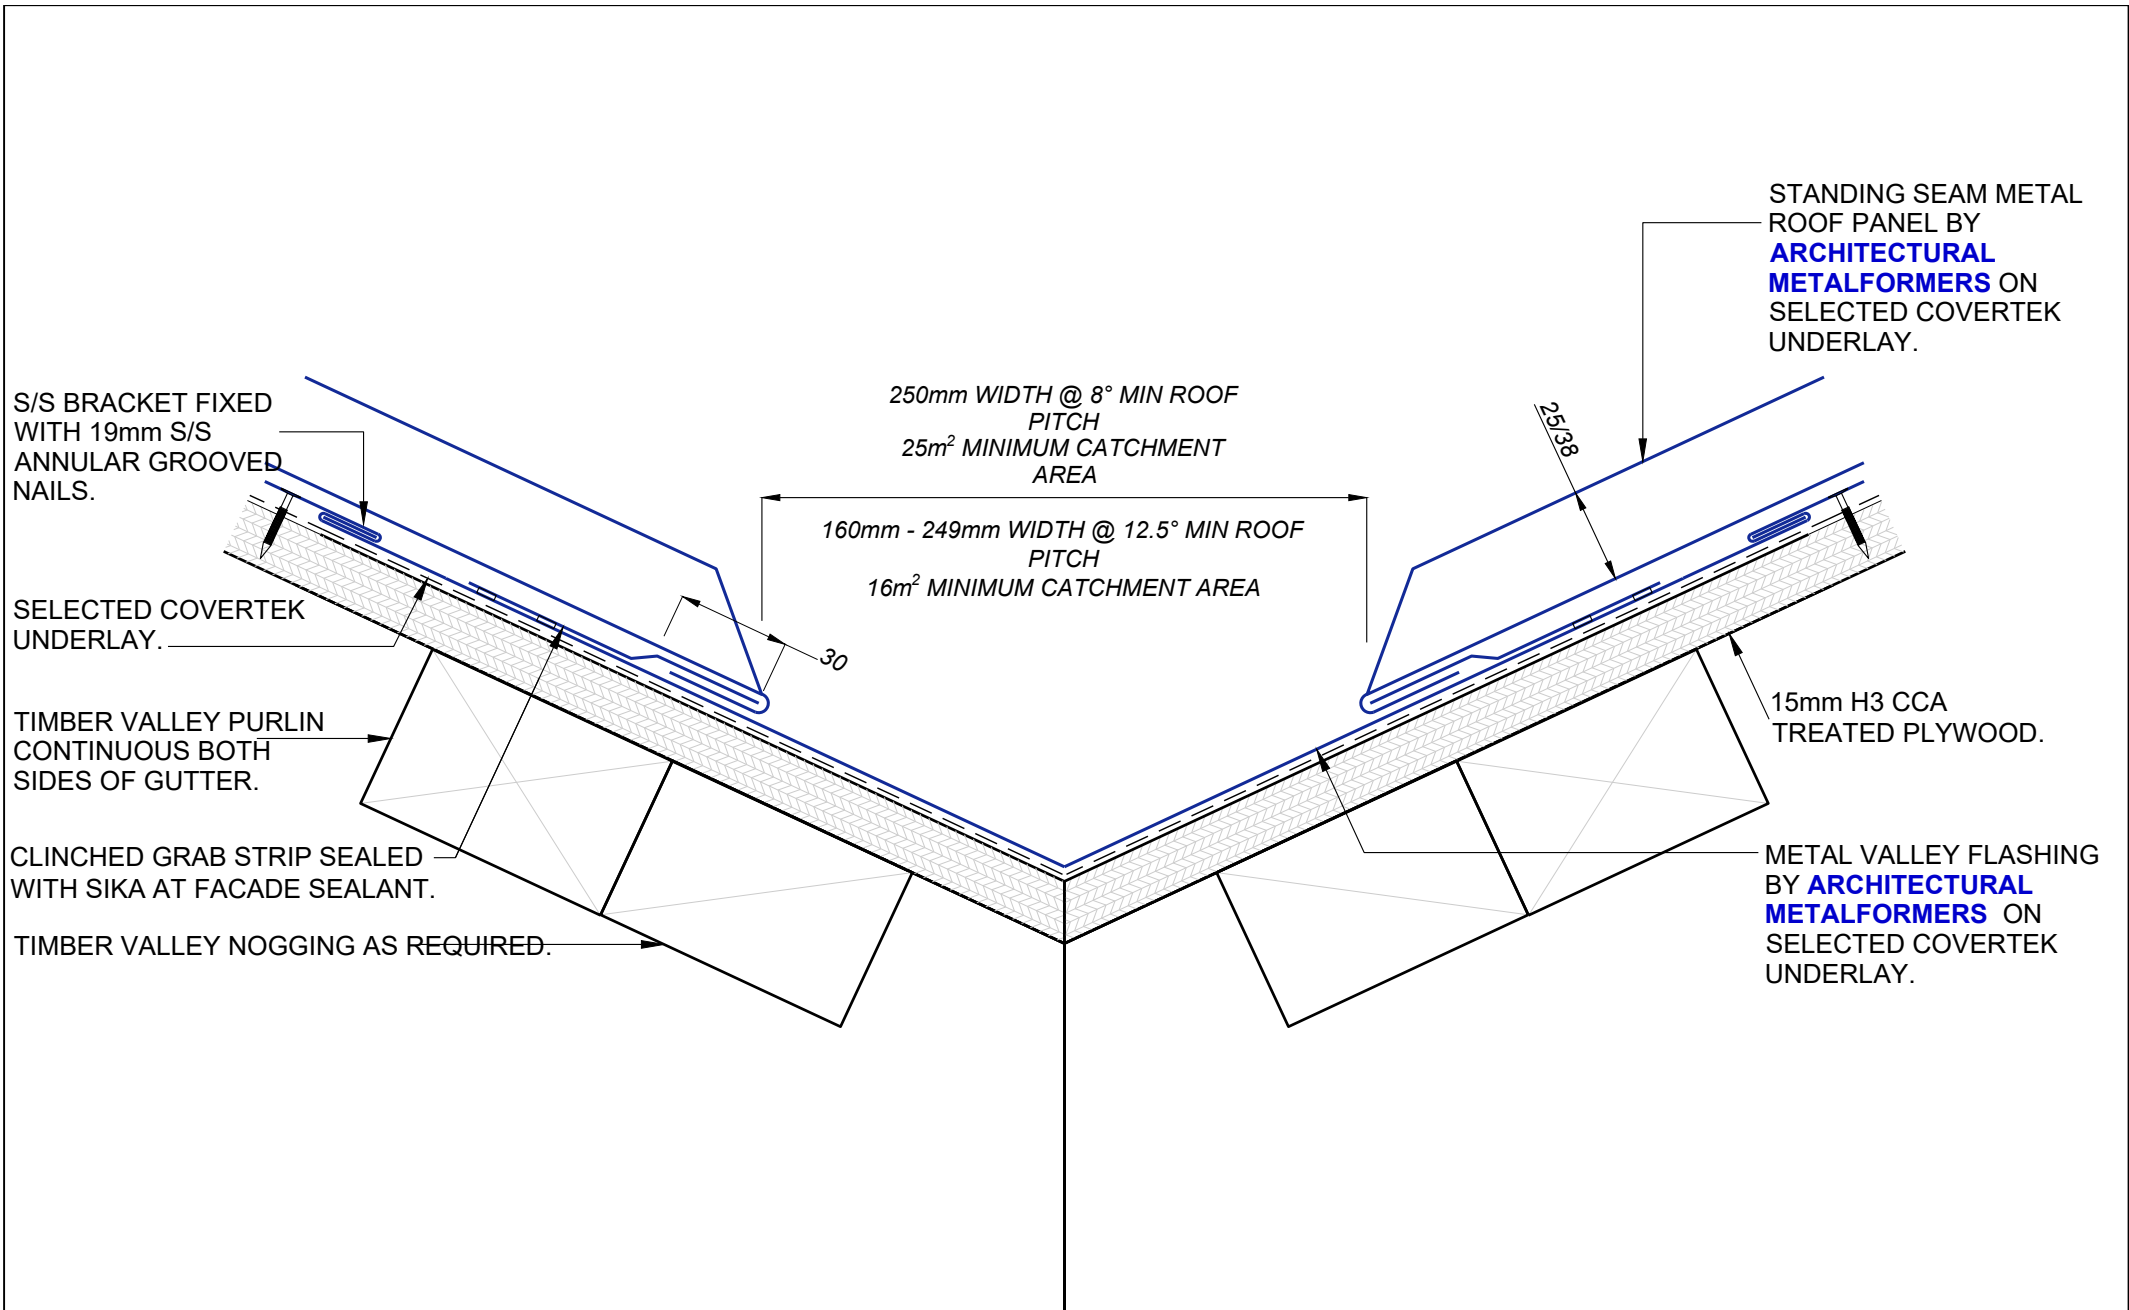 STANDING SEAM METAL
ROOF PANEL BY
ARCHITECTURAL
METALFORMERS ON
SELECTED COVERTEK
UNDERLAY.
S/S BRACKET FIXED
WITH 19mm S/S
ANNULAR GROOVED
NAILS.
250mm WIDTH @ 8° MIN ROOF
PITCH
25m² MINIMUM CATCHMENT
AREA
25/38
160mm - 249mm WIDTH @ 12.5° MIN ROOF
PITCH
16m² MINIMUM CATCHMENT AREA
SELECTED COVERTEK
UNDERLAY.
30
TIMBER VALLEY PURLIN
CONTINUOUS BOTH
SIDES OF GUTTER.
15mm H3 CCA
TREATED PLYWOOD.
CLINCHED GRAB STRIP SEALED
WITH SIKA AT FACADE SEALANT.
METAL VALLEY FLASHING
BY ARCHITECTURAL
METALFORMERS ON
SELECTED COVERTEK
UNDERLAY.
TIMBER VALLEY NOGGING AS REQUIRED.